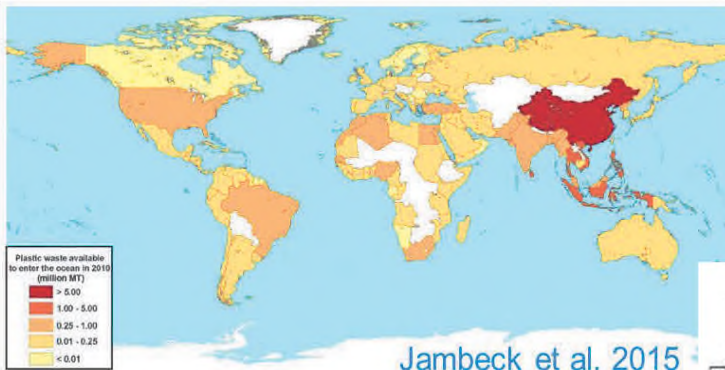 Plastic waste available
to enter the ocean in 2010
(million MT)
> 5.00
1.00 - 5.00
0.25 - 1.00
0.01 - 0.25
< 0.01
Jambeck et al. 2015